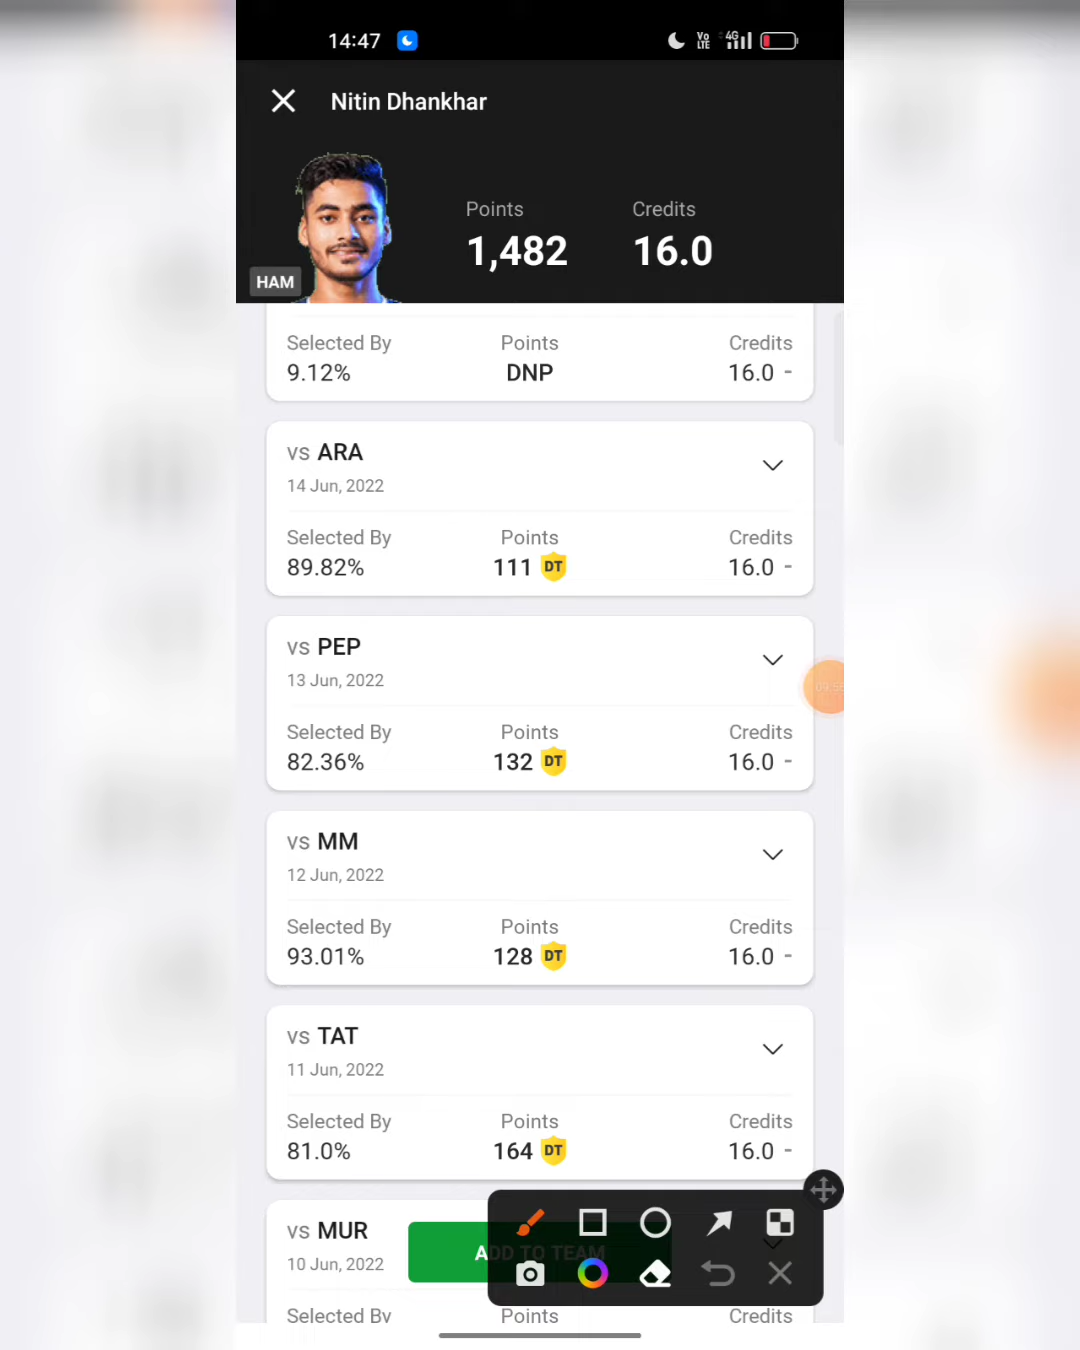 14:47
Vo LTE 4G
Nitin Dhankhar
Points
Credits
1,482
16.0
HAM
Selected By
Points
Credits
9.12%
DNP
16.0 -
vs ARA
14 Jun, 2022
Selected By
Points
Credits
89.82%
111 DT
16.0 -
vs PEP
13 Jun, 2022
Selected By
Points
Credits
82.36%
132 DT
16.0 -
vs MM
12 Jun, 2022
Selected By
Points
Credits
93.01%
128 DT
16.0 -
vs TAT
11 Jun, 2022
Selected By
Points
Credits
81.0%
164 DT
16.0 -
vs MUR
ADD TO TEAM
10 Jun, 2022
Selected By
Points
Credits